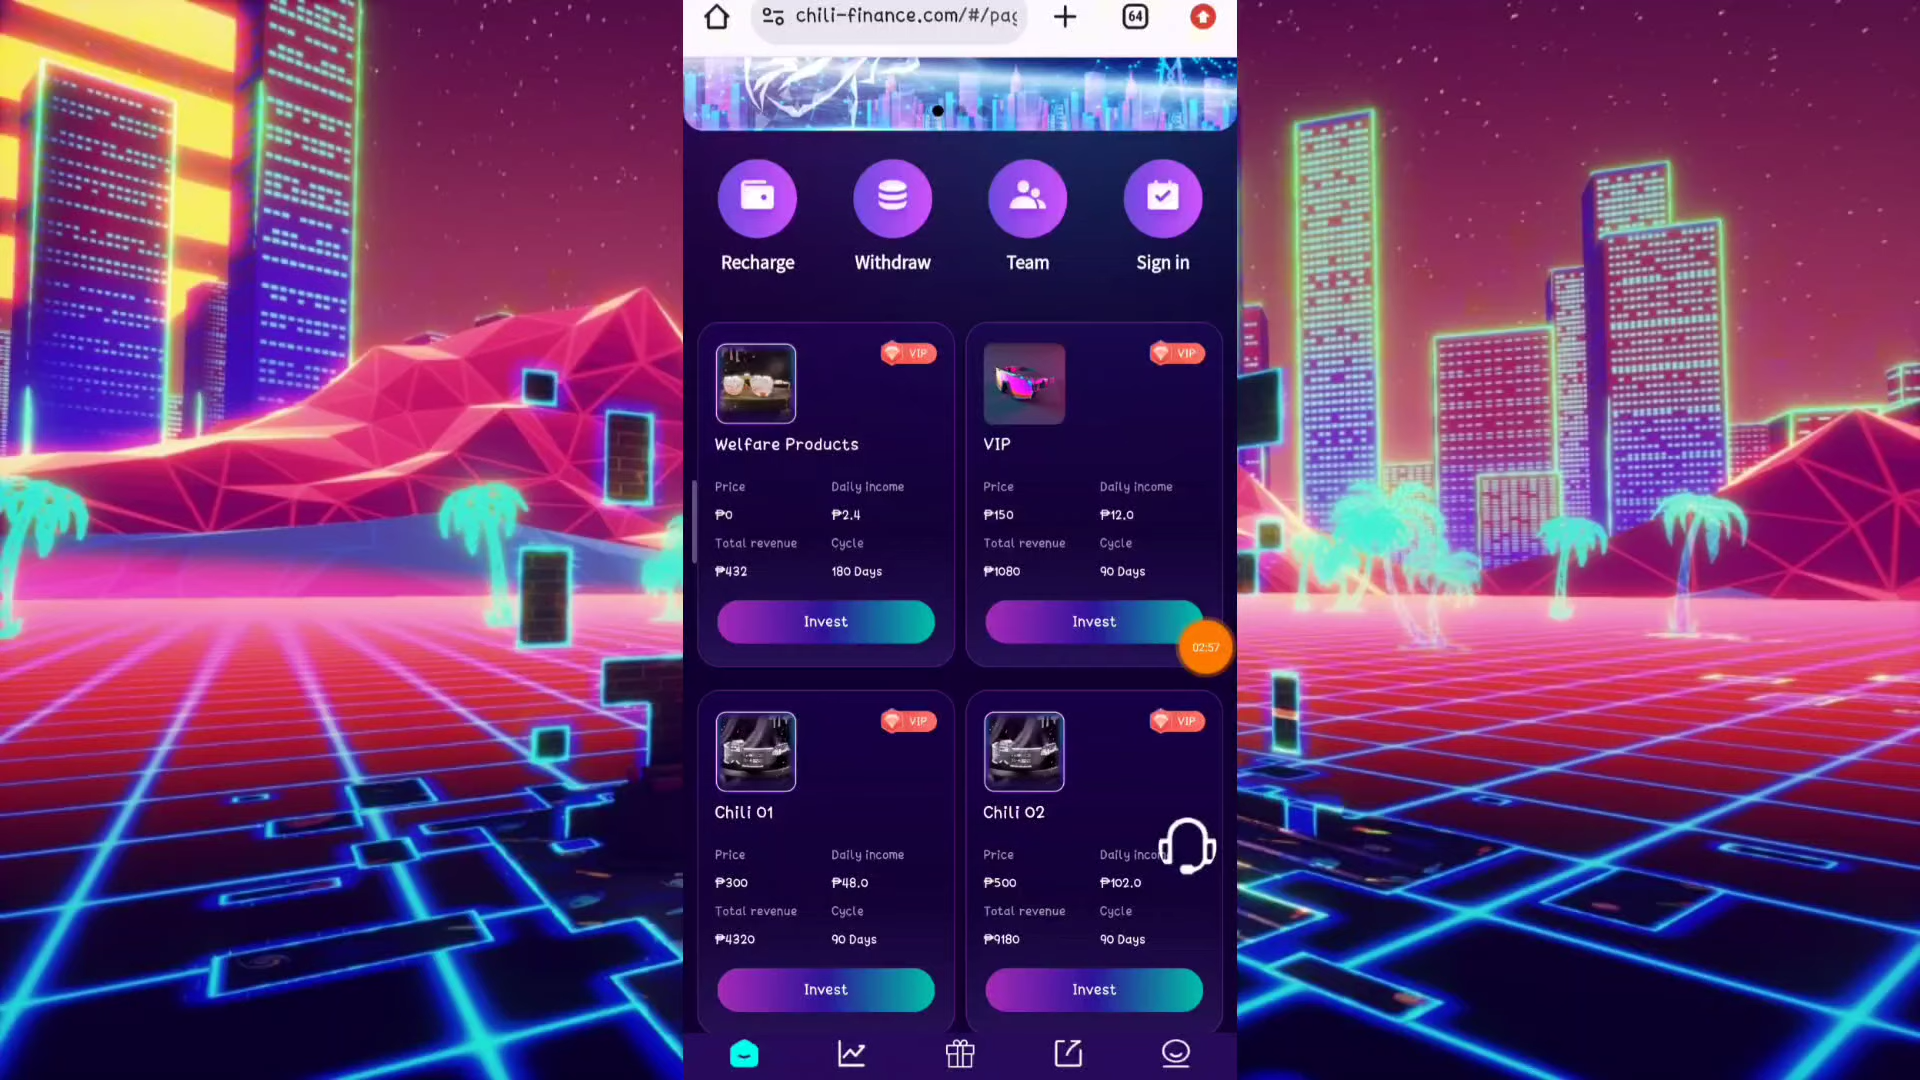 chili-finance.com/#/pag
64
Recharge Withdraw Team Sign in
VIP
Welfare Products
Price Daily income
₱0 ₱2.4
Total revenue Cycle
₱432 180 Days
Invest
VIP
VIP
Price Daily income
₱150 ₱12.0
Total revenue Cycle
₱1080 90 Days
Invest
02:57
VIP
Chili 01
Price Daily income
₱300 ₱48.0
Total revenue Cycle
₱4320 90 Days
Invest
VIP
Chili 02
Price Daily incom
₱500 ₱102.0
Total revenue Cycle
₱9180 90 Days
Invest